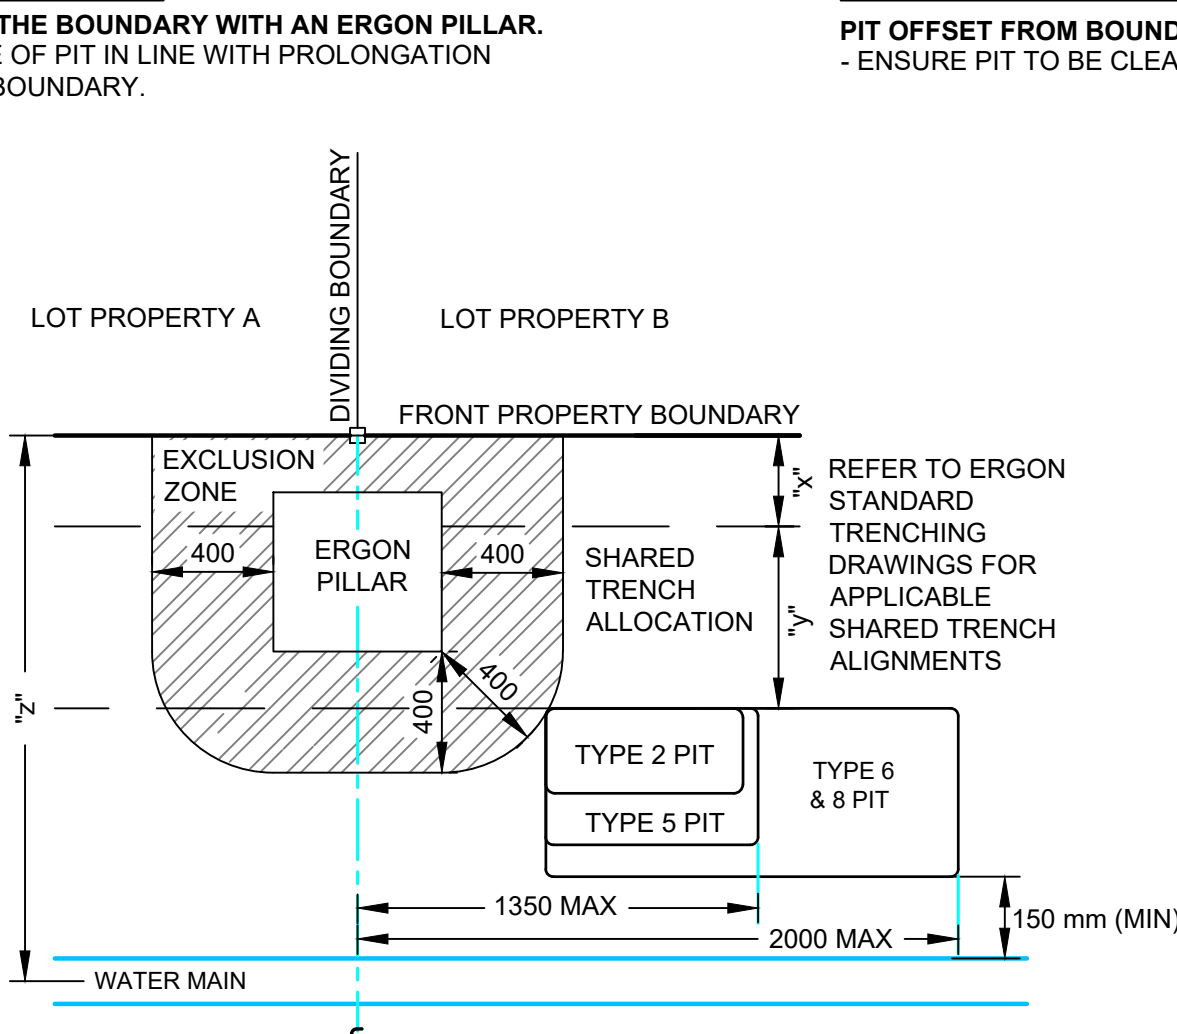 THE BOUNDARY WITH AN ERGON PILLAR.
OF PIT IN LINE WITH PROLONGATION
BOUNDARY.
PIT OFFSET FROM BOUND
- ENSURE PIT TO BE CLEA
DIVIDING BOUNDARY
LOT PROPERTY A
LOT PROPERTY B
FRONT PROPERTY BOUNDARY
EXCLUSION
ZONE
"x"
REFER TO ERGON
STANDARD
TRENCHING
DRAWINGS FOR
APPLICABLE
SHARED TRENCH
ALIGNMENTS
400
ERGON
PILLAR
400
SHARED
TRENCH
ALLOCATION
"y"
400
400
"z"
TYPE 2 PIT
TYPE 5 PIT
TYPE 6
& 8 PIT
1350 MAX
2000 MAX
150 mm (MIN)
WATER MAIN